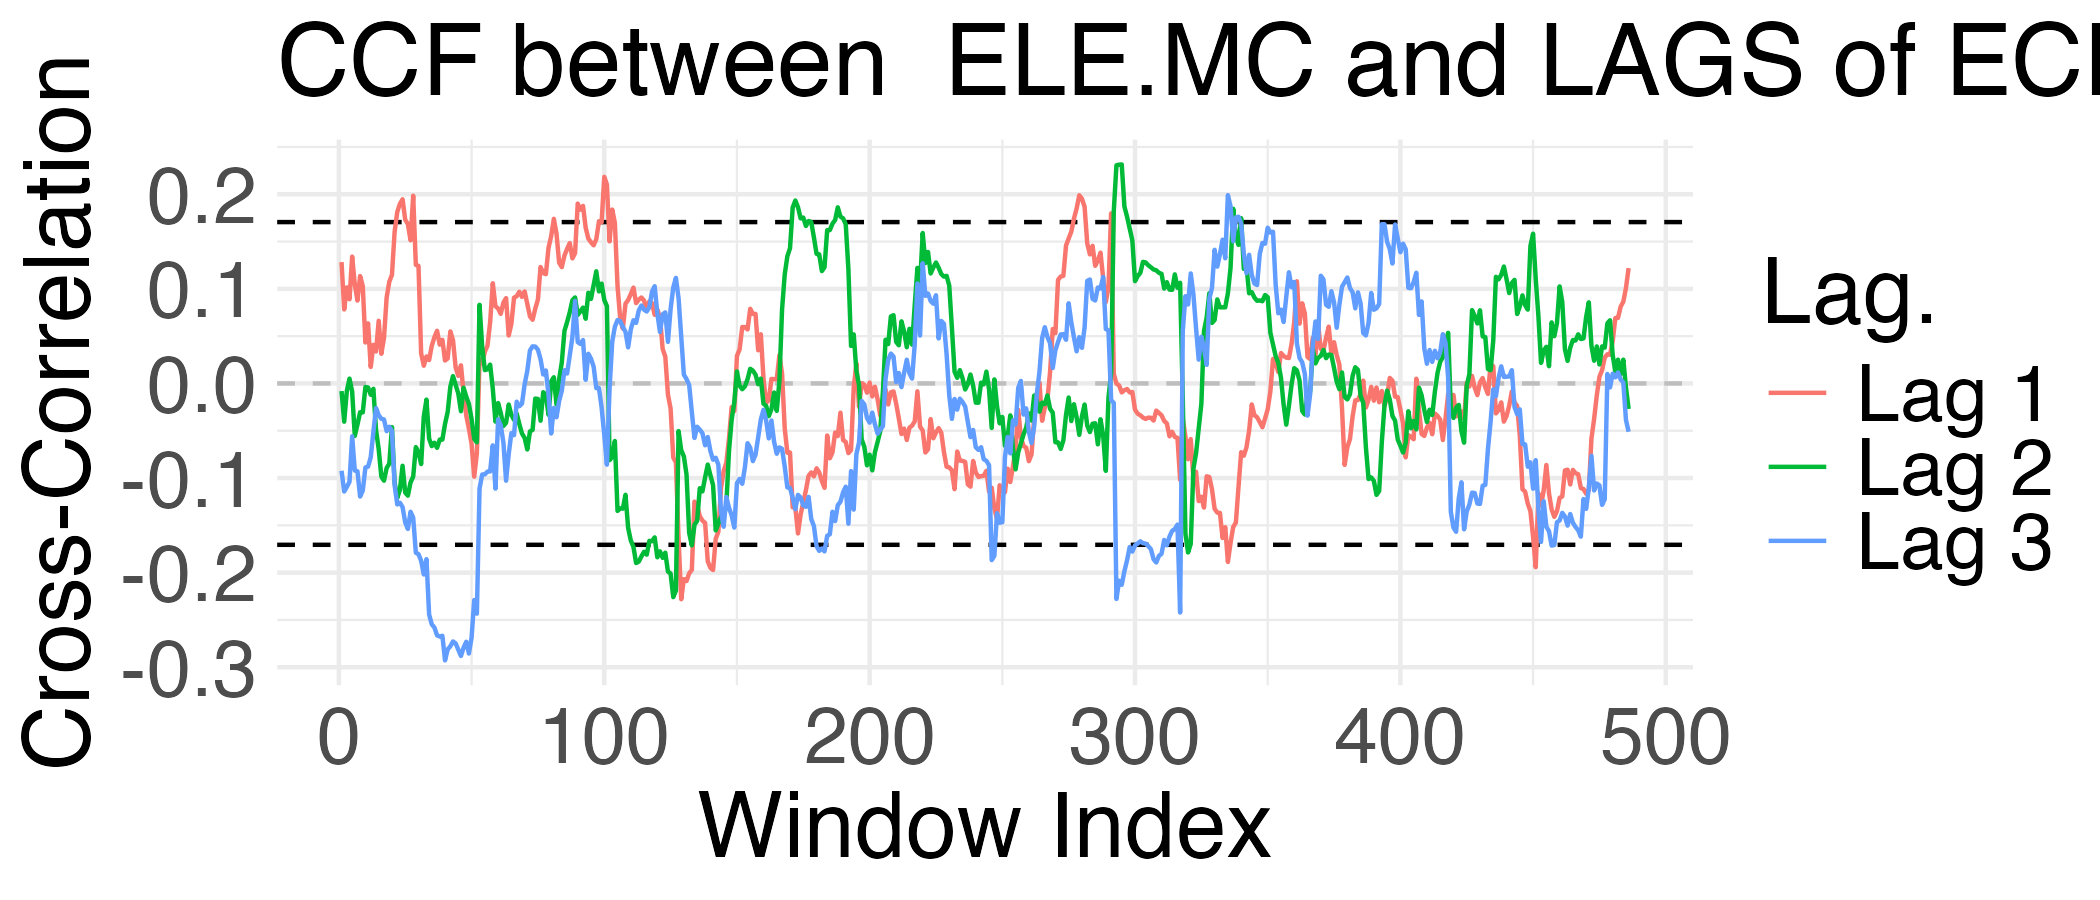 CCF between ELE.MC and LAGS of
Cross-Correlation
0.2
0.1
0.0
-0.1
-0.2
-0.3
0 100 200 300 400 500
Window Index
Lag.
Lag 1
Lag 2
Lag 3